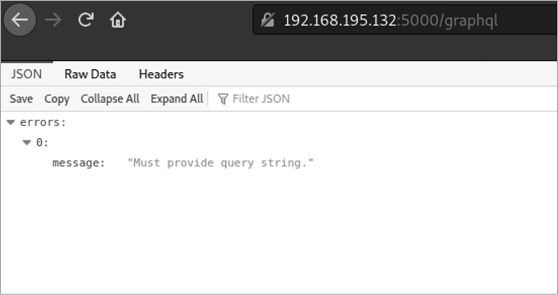 192.168.195.132:5000/graphql
JSON Raw Data Headers
Save Copy Collapse All Expand All Filter JSON
errors:
0:
message: "Must provide query string."